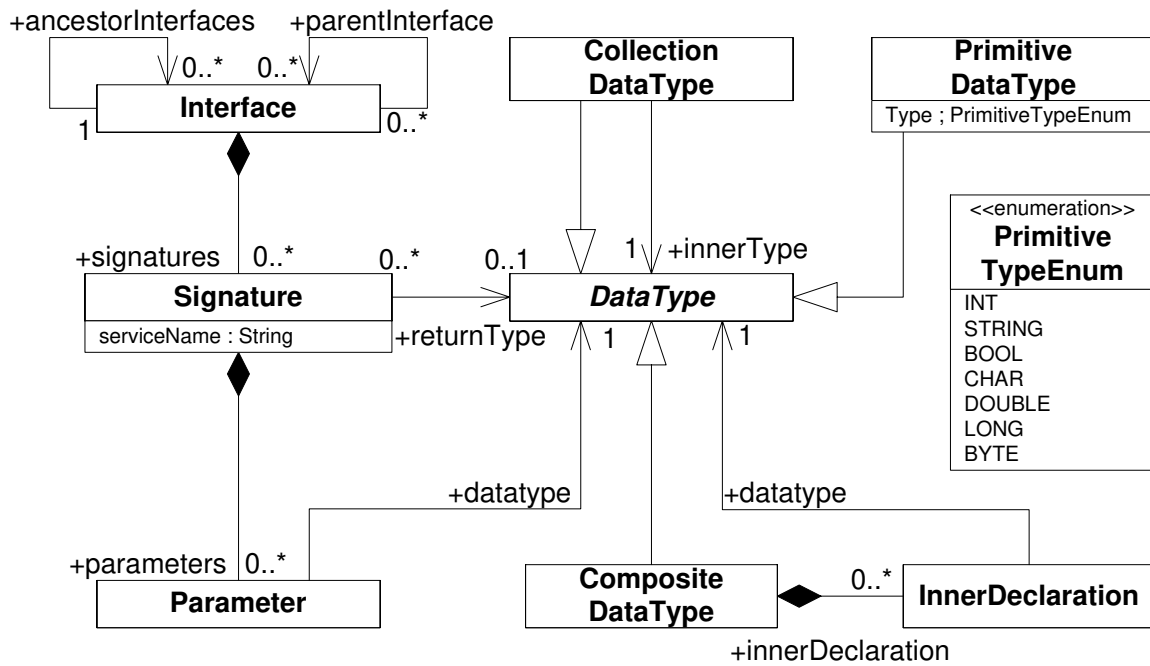 +ancestorInterfaces
+parentInterface
0..*
0..*
Interface
1
0..*
Collection
DataType
Primitive
DataType
Type ; PrimitiveTypeEnum
<<enumeration>>
Primitive
TypeEnum
INT
STRING
BOOL
CHAR
DOUBLE
LONG
BYTE
+signatures
0..*
0..*
0..1
1
+innerType
Signature
serviceName : String
+returnType
DataType
1
1
+datatype
+datatype
+parameters
0..*
Parameter
Composite
DataType
0..*
InnerDeclaration
+innerDeclaration